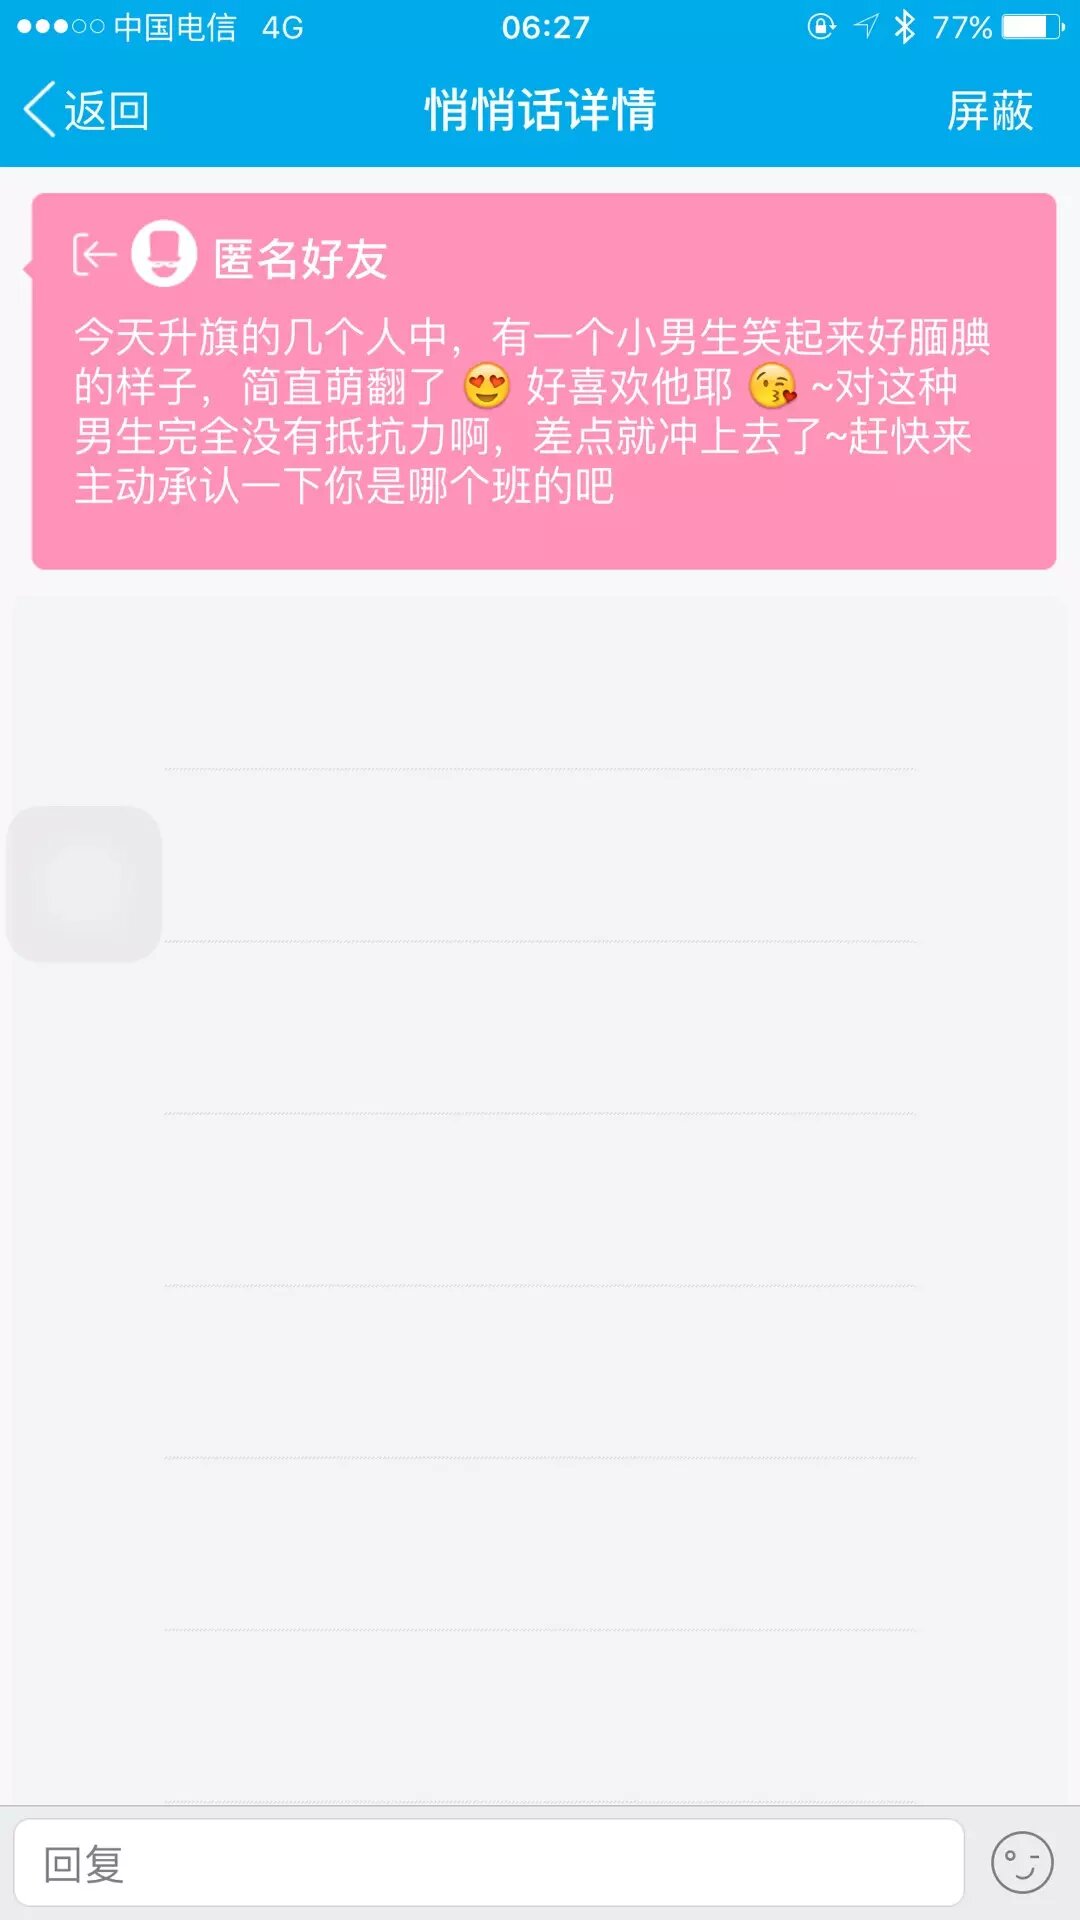 中国电信 4G 06:27 77%
返回 悄悄话详情 屏蔽
匿名好友
今天升旗的几个人中，有一个小男生笑起来好腼腆
的样子，简直萌翻了😍好喜欢他耶😘~对这种
男生完全没有抵抗力啊，差点就冲上去了~赶快来
主动承认一下你是哪个班的吧
回复